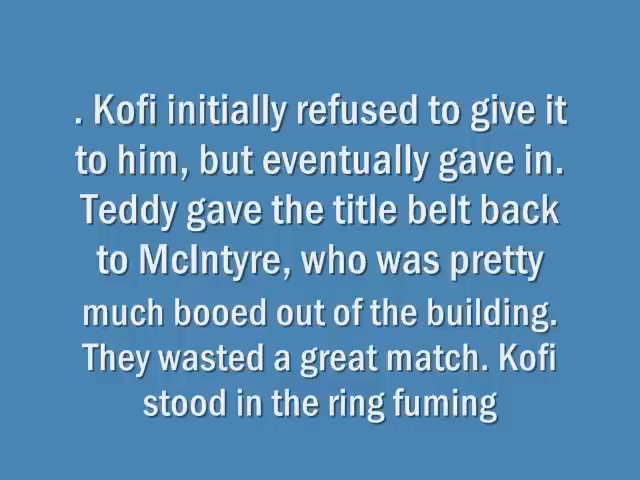 . Kofi initially refused to give it
to him, but eventually gave in.
Teddy gave the title belt back
to McIntyre, who was pretty
much booed out of the building.
They wasted a great match. Kofi
stood in the ring fuming